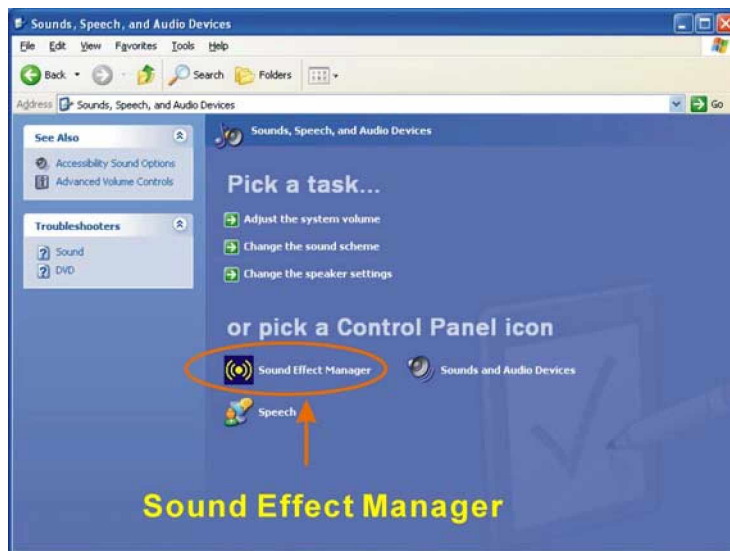 Sounds, Speech, and Audio Devices
File Edit View Favorites Tools Help
Back Search Folders
Address Sounds, Speech, and Audio Devices Go
See Also
Accessibility Sound Options
Advanced Volume Controls
Troubleshooters
Sound
DVD
Sounds, Speech, and Audio Devices
Pick a task...
Adjust the system volume
Change the sound scheme
Change the speaker settings
or pick a Control Panel icon
Sound Effect Manager Sounds and Audio Devices
Speech
Sound Effect Manager